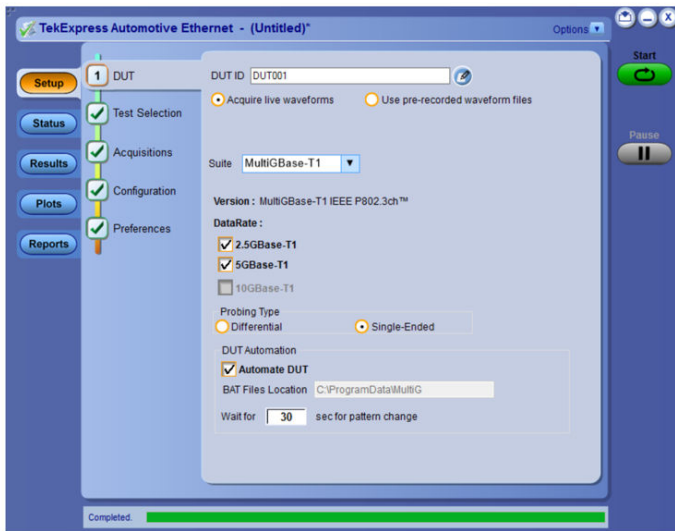 TekExpress Automotive Ethernet - (Untitled)*
Options
Start
Pause
Setup
Status
Results
Plots
Reports
1 DUT
Test Selection
Acquisitions
Configuration
Preferences
DUT ID DUT001
Acquire live waveforms Use pre-recorded waveform files
Suite MultiGBase-T1
Version : MultiGBase-T1 IEEE P802.3ch™
DataRate :
2.5GBase-T1
5GBase-T1
10GBase-T1
Probing Type
Differential Single-Ended
DUT Automation
Automate DUT
BAT Files Location C:\ProgramData\MultiG
Wait for 30 sec for pattern change
Completed.